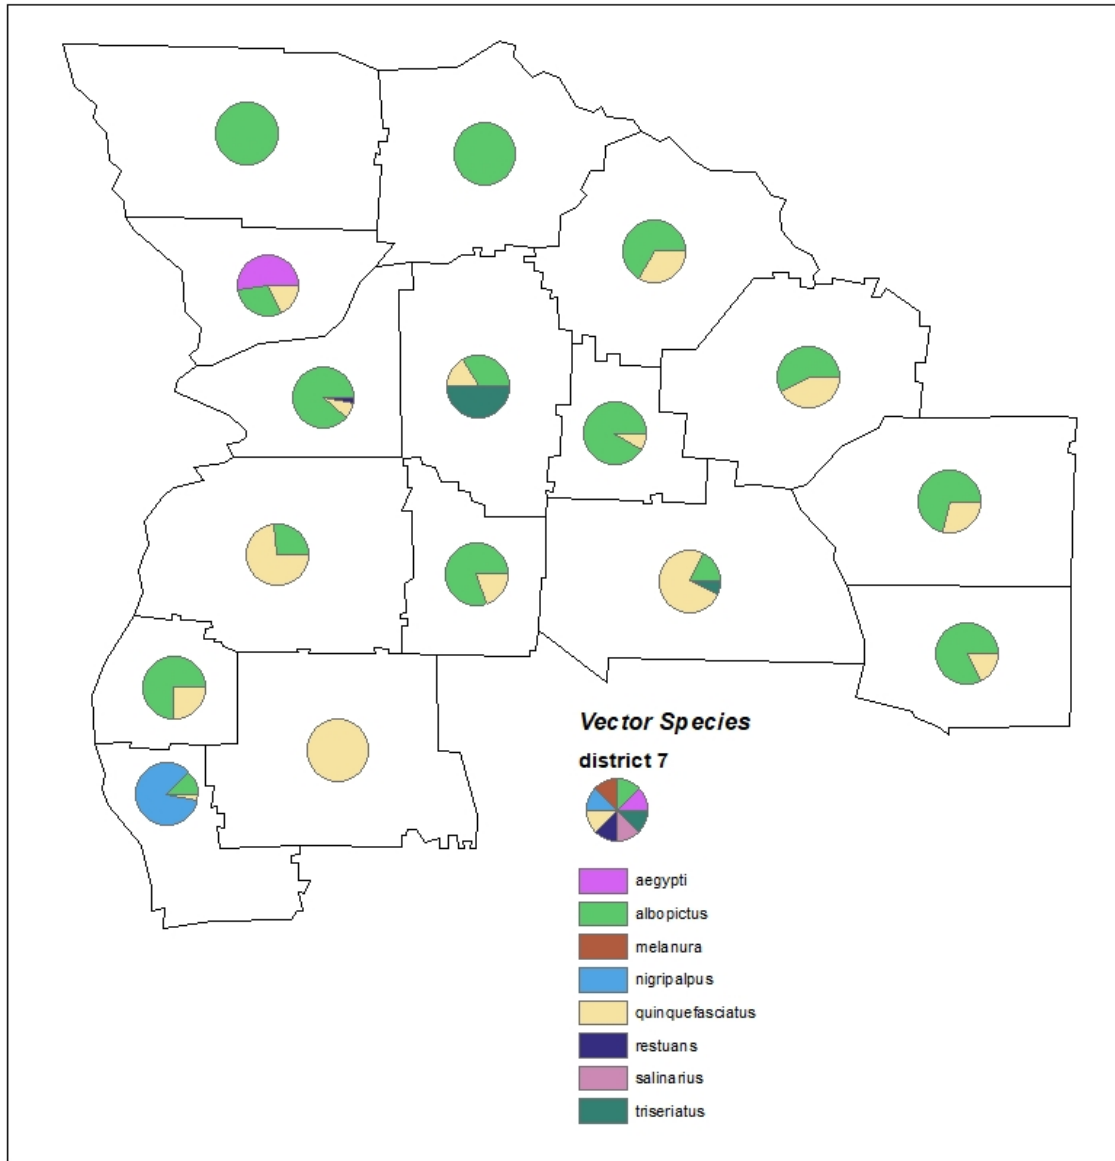 Vector Species
district 7
aegypti
albopictus
melanura
nigripalpus
quinquefasciatus
restuans
salinarius
triseriatus